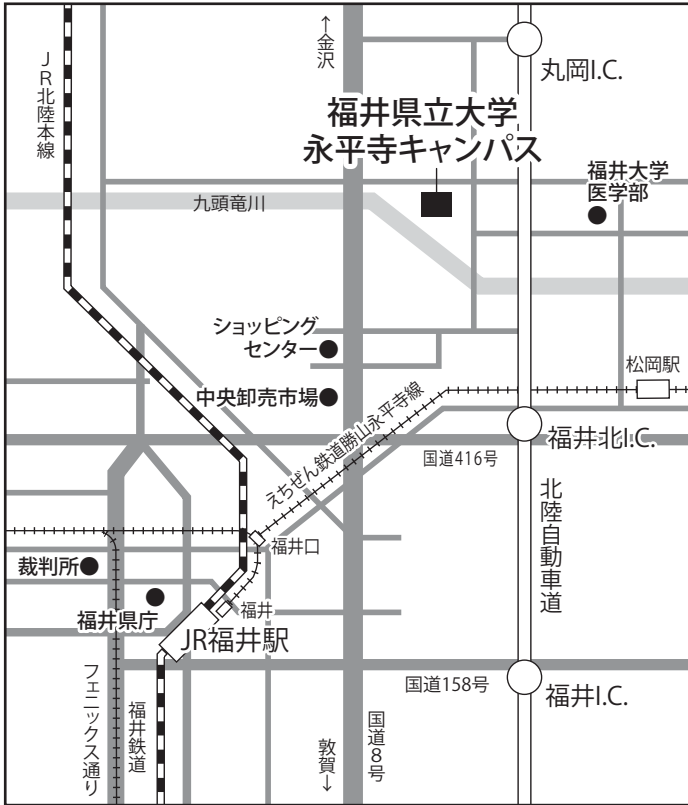 ↑金沢
JR北陸本線
丸岡I.C.
福井県立大学
永平寺キャンパス
福井大学
医学部
九頭竜川
ショッピング
センター
松岡駅
中央卸売市場
えちぜん鉄道勝山永平寺線
福井北I.C.
国道416号
北陸自動車道
福井口
裁判所
福井県庁
福井
JR福井駅
フェニックス通り
福井鉄道
国道158号
福井I.C.
国道8号
敦賀↓